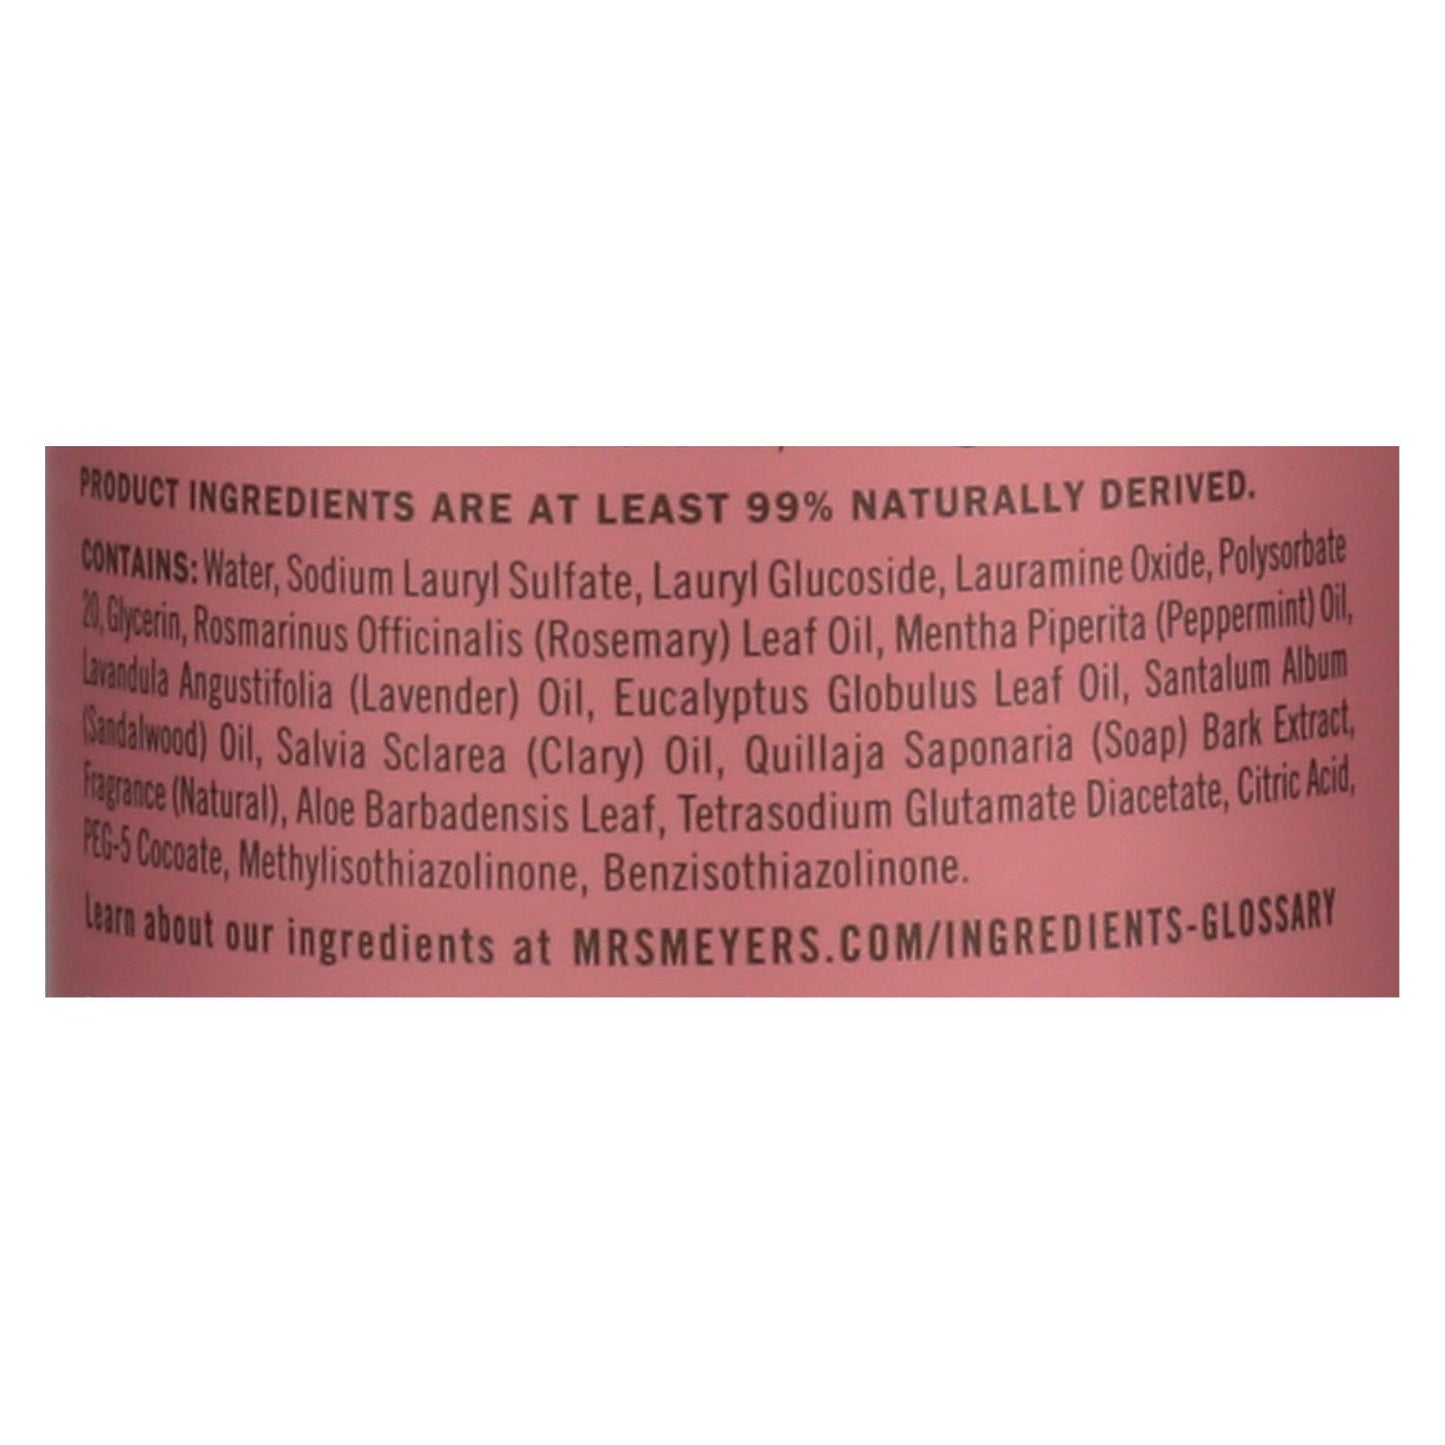 PRODUCT INGREDIENTS ARE AT LEAST 99% NATURALLY DERIVED.
CONTAINS: Water, Sodium Lauryl Sulfate, Lauryl Glucoside, Lauramine Oxide, Polysorbate
20, Glycerin, Rosmarinus Officinalis (Rosemary) Leaf Oil, Mentha Piperita (Peppermint) Oil,
Lavandula Angustifolia (Lavender) Oil, Eucalyptus Globulus Leaf Oil, Santalum Album
(Sandalwood) Oil, Salvia Sclarea (Clary) Oil, Quillaja Saponaria (Soap) Bark Extract,
Fragrance (Natural), Aloe Barbadensis Leaf, Tetrasodium Glutamate Diacetate, Citric Acid,
PEG-5 Cocoate, Methylisothiazolinone, Benzisothiazolinone.
Learn about our ingredients at MRSMEYERS.COM/INGREDIENTS-GLOSSARY